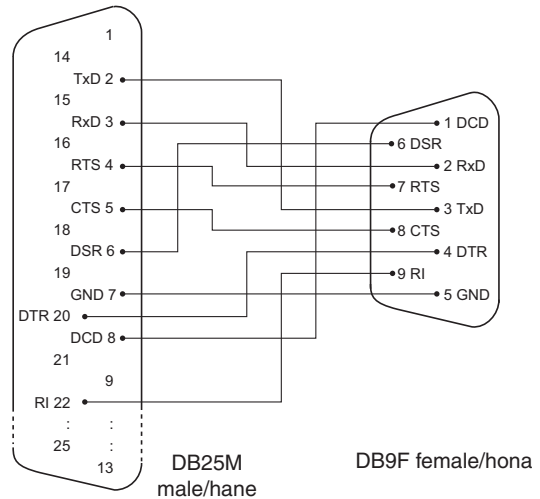 1
14
TxD 2
15
RxD 3
16
RTS 4
17
CTS 5
18
DSR 6
19
GND 7
DTR 20
DCD 8
21
9
RI 22
: :
25 :
13
DB25M
male/hane
1 DCD
6 DSR
2 RxD
7 RTS
3 TxD
8 CTS
4 DTR
9 RI
5 GND
DB9F female/hona